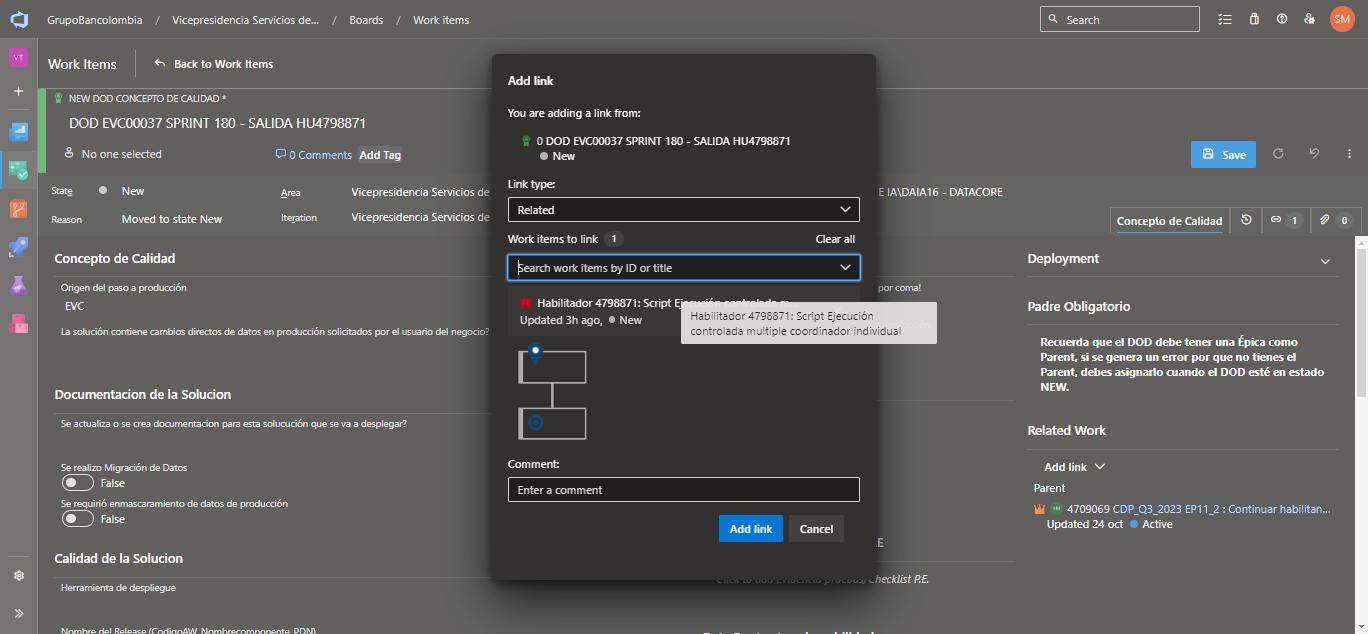 GrupoBancolombia / Vicepresidencia Servicios de... / Boards / Work items
Search
SM
VT
Work Items
Back to Work Items
NEW DOD CONCEPTO DE CALIDAD *
DOD EVC00037 SPRINT 180 - SALIDA HU4798871
No one selected
0 Comments
Add Tag
Save
State
New
Area
Vicepresidencia Servicios de
E IA\DAIA16 - DATACORE
Reason
Moved to state New
Iteration
Vicepresidencia Servicios de
Concepto de Calidad
1
0
Concepto de Calidad
Origen del paso a producción
EVC
La solución contiene cambios directos de datos en producción solicitados por el usuario del negocio?
Documentacion de la Solucion
Se actualiza o se crea documentacion para esta solucución que se va a desplegar?
Se realizo Migración de Datos
False
Se requirió enmascaramiento de datos de producción
False
Calidad de la Solucion
Herramienta de despliegue
Nombre del Release (CodigoAW_Nombrecomponente_PDN)
Add link
You are adding a link from:
0 DOD EVC00037 SPRINT 180 - SALIDA HU4798871
New
Link type:
Related
Work items to link 1
Clear all
Search work items by ID or title
Habilitador 4798871: Script Ejecución controlada m
Updated 3h ago, New
Habilitador 4798871: Script Ejecución
controlada multiple coordinador individual
Comment:
Enter a comment
Add link
Cancel
por coma!
Click to add Evidencia pruebas/Checklist P.E.
Deployment
Padre Obligatorio
Recuerda que el DOD debe tener una Épica como
Parent, si se genera un error por que no tienes el
Parent, debes asignarlo cuando el DOD esté en estado
NEW.
Related Work
Add link
Parent
4709069 CDP_Q3_2023 EP11_2 : Continuar habilitan...
Updated 24 oct Active